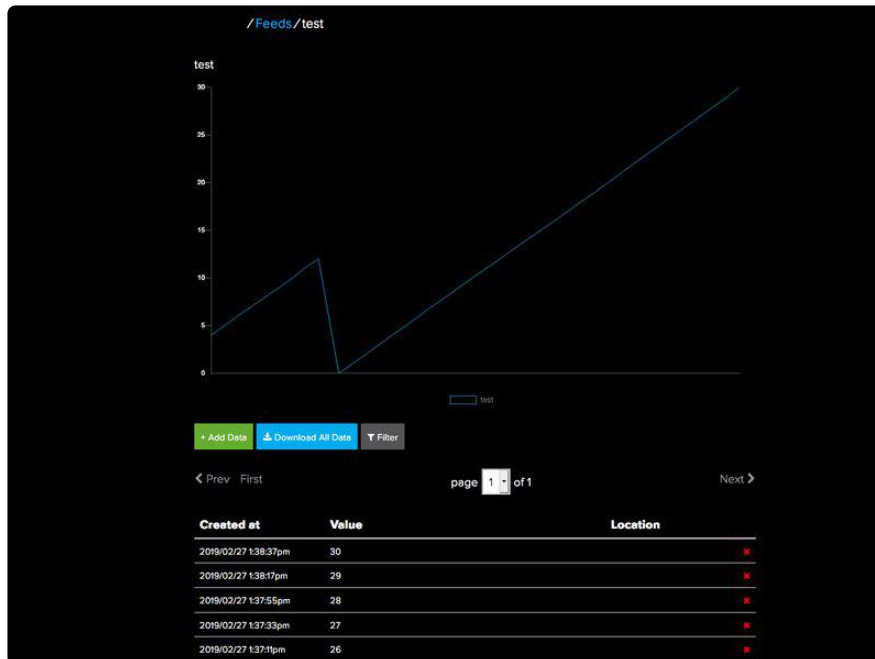 /Feeds/test
test
30
25
20
15
10
5
0
test
+ Add Data Download All Data Filter
Prev First page 1 of 1 Next
Created at Value Location
2019/02/27 1:38:37pm 30
2019/02/27 1:38:17pm 29
2019/02/27 1:37:55pm 28
2019/02/27 1:37:33pm 27
2019/02/27 1:37:11pm 26